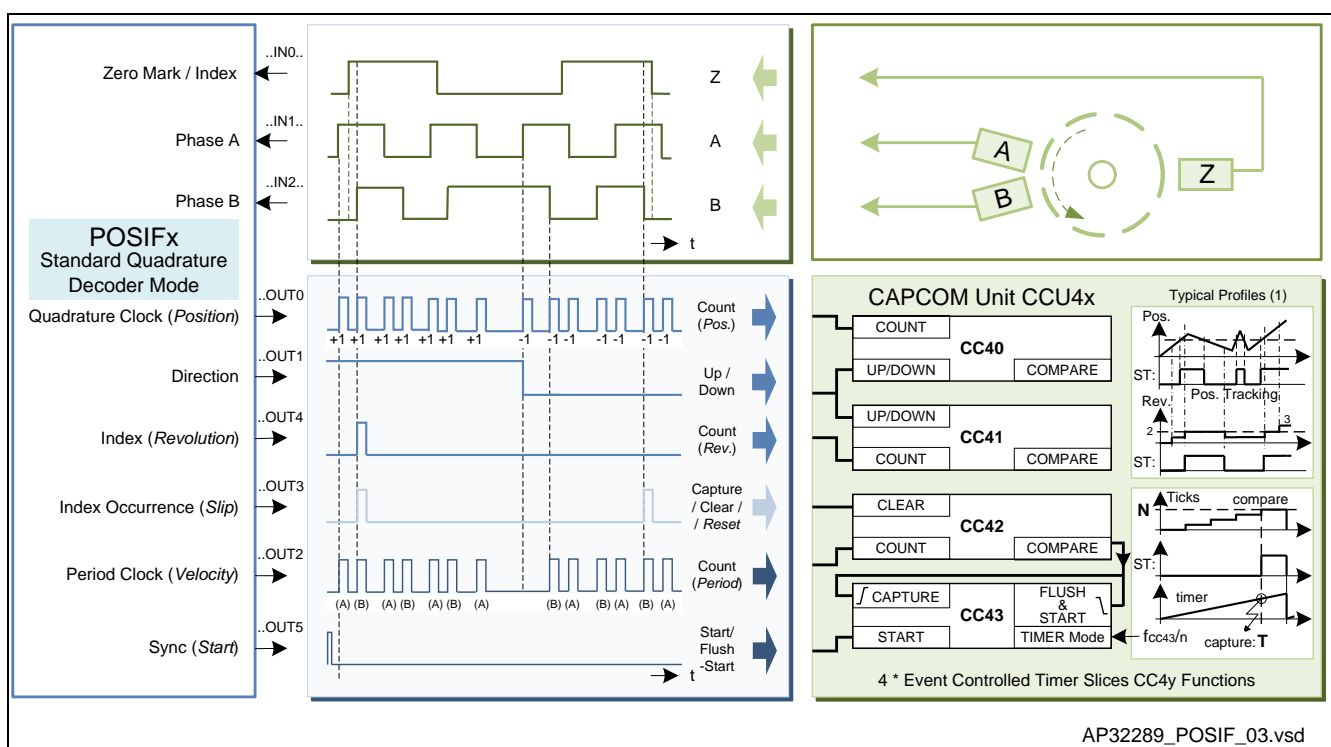 Zero Mark / Index
..IN0..
Phase A
..IN1..
Phase B
..IN2..
POSIFx
Standard Quadrature
Decoder Mode
..OUT0
Quadrature Clock (Position)
..OUT1
Direction
..OUT4
Index (Revolution)
..OUT3
Index Occurrence (Slip)
..OUT2
Period Clock (Velocity)
..OUT5
Sync (Start)
Z
A
B
t
+1 +1 +1 +1 +1 +1 +1 -1 -1 -1 -1 -1 -1 -1
Count
(Pos.)
Up /
Down
Count
(Rev.)
Capture
/ Clear /
/ Reset
(A) (B) (A) (B) (A) (B) (A) (B) (A) (B) (A) (B) (A)
Count
(Period)
Start/
Flush
-Start
t
A
B
Z
CAPCOM Unit CCU4x
COUNT
CC40
UP/DOWN
COMPARE
UP/DOWN
CC41
COUNT
COMPARE
CLEAR
CC42
COUNT
COMPARE
CAPTURE
CC43
FLUSH
&
START
START
TIMER Mode
fCC43/n
Typical Profiles (1)
Pos.
ST:
Pos. Tracking
Rev.
2
3
ST:
Ticks
compare
N
ST:
timer
capture: T
4 * Event Controlled Timer Slices CC4y Functions
AP32289_POSIF_03.vsd